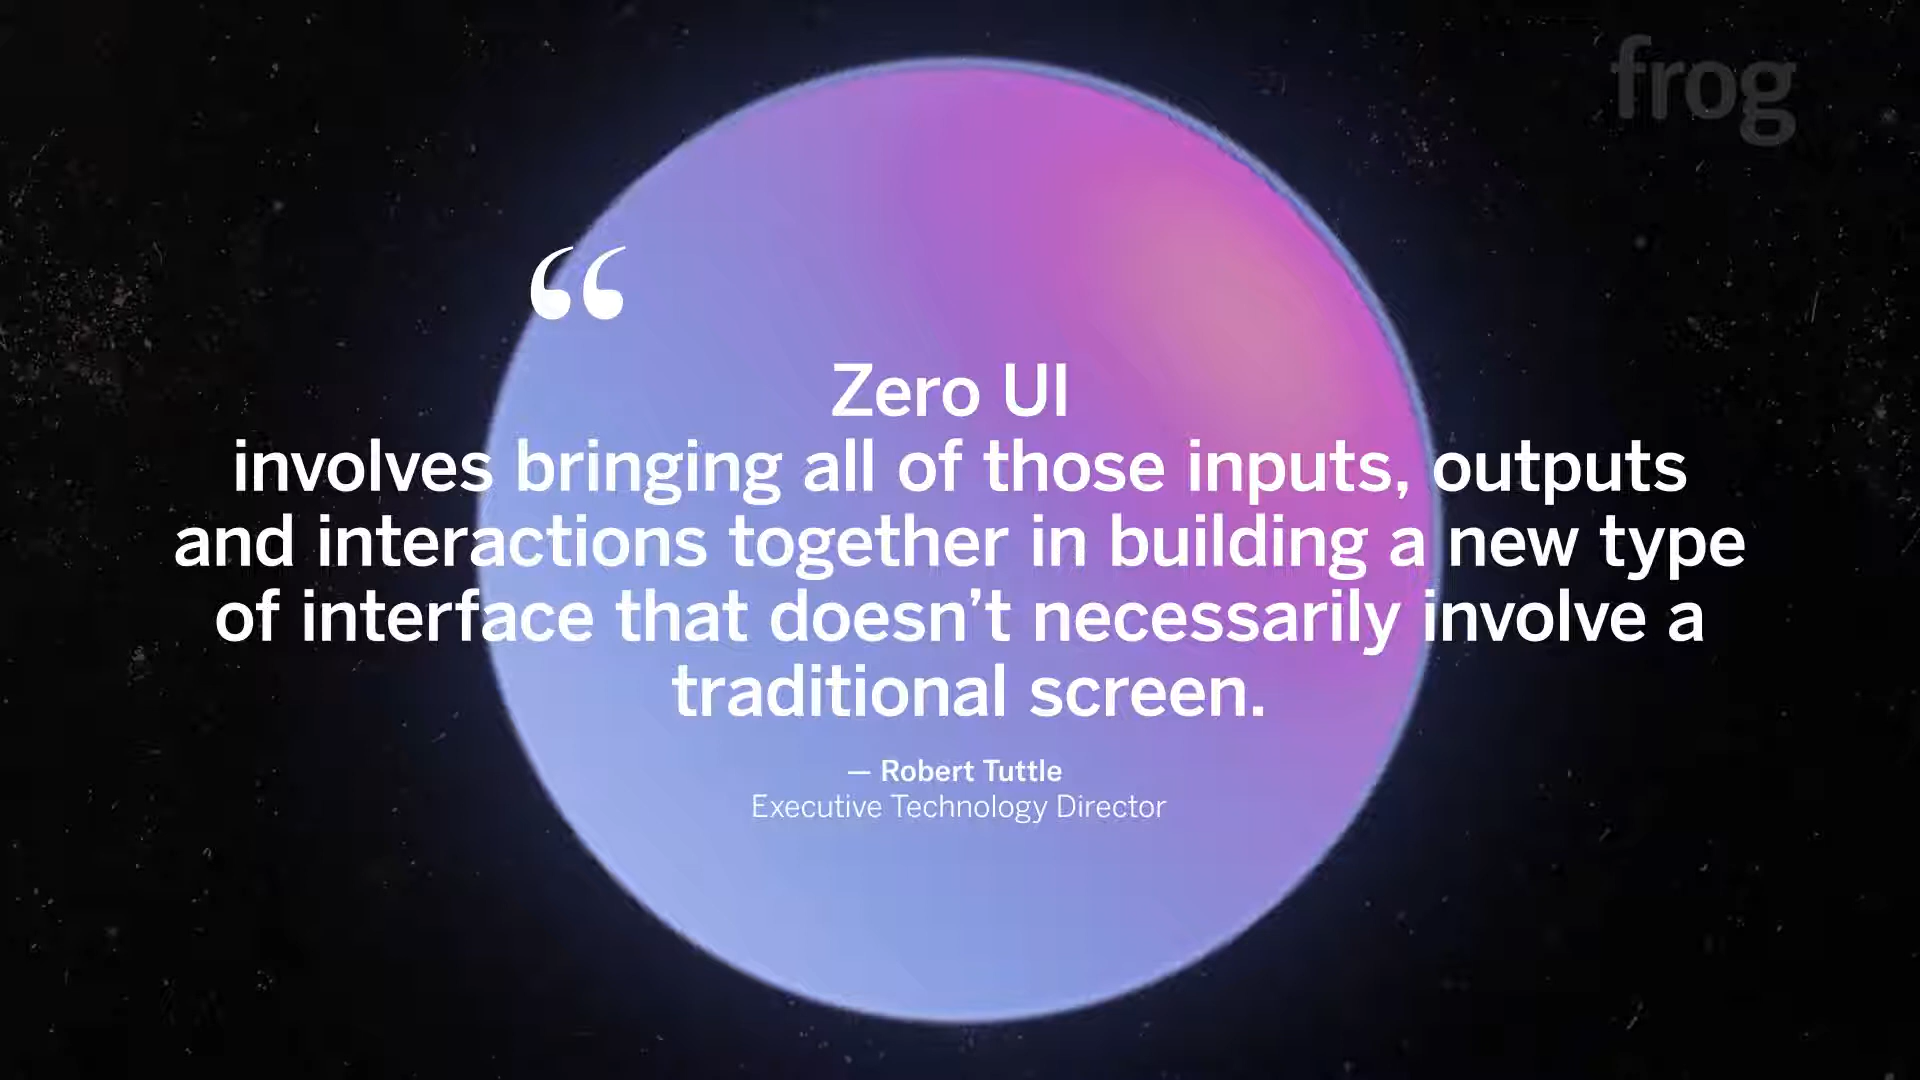 frog
“
Zero UI
involves bringing all of those inputs, outputs
and interactions together in building a new type
of interface that doesn’t necessarily involve a
traditional screen.
— Robert Tuttle
Executive Technology Director